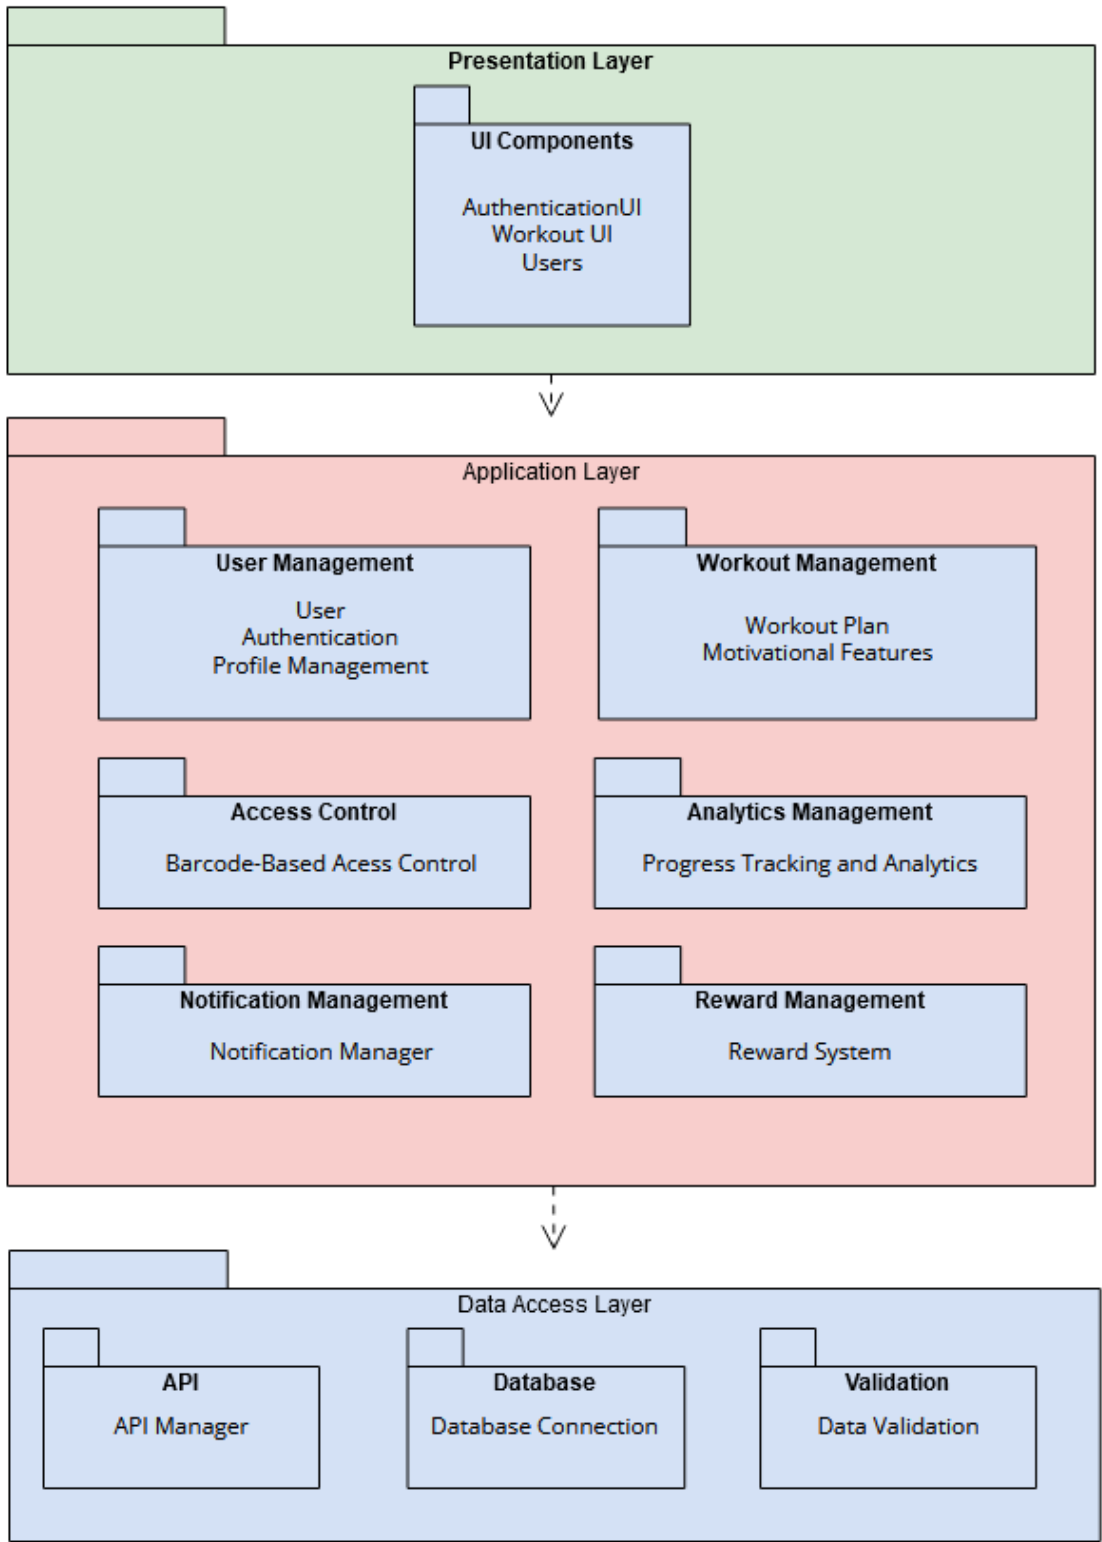 Presentation Layer
UI Components
AuthenticationUI
Workout UI
Users
Application Layer
User Management
User
Authentication
Profile Management
Workout Management
Workout Plan
Motivational Features
Access Control
Barcode-Based Acess Control
Analytics Management
Progress Tracking and Analytics
Notification Management
Notification Manager
Reward Management
Reward System
Data Access Layer
API
API Manager
Database
Database Connection
Validation
Data Validation